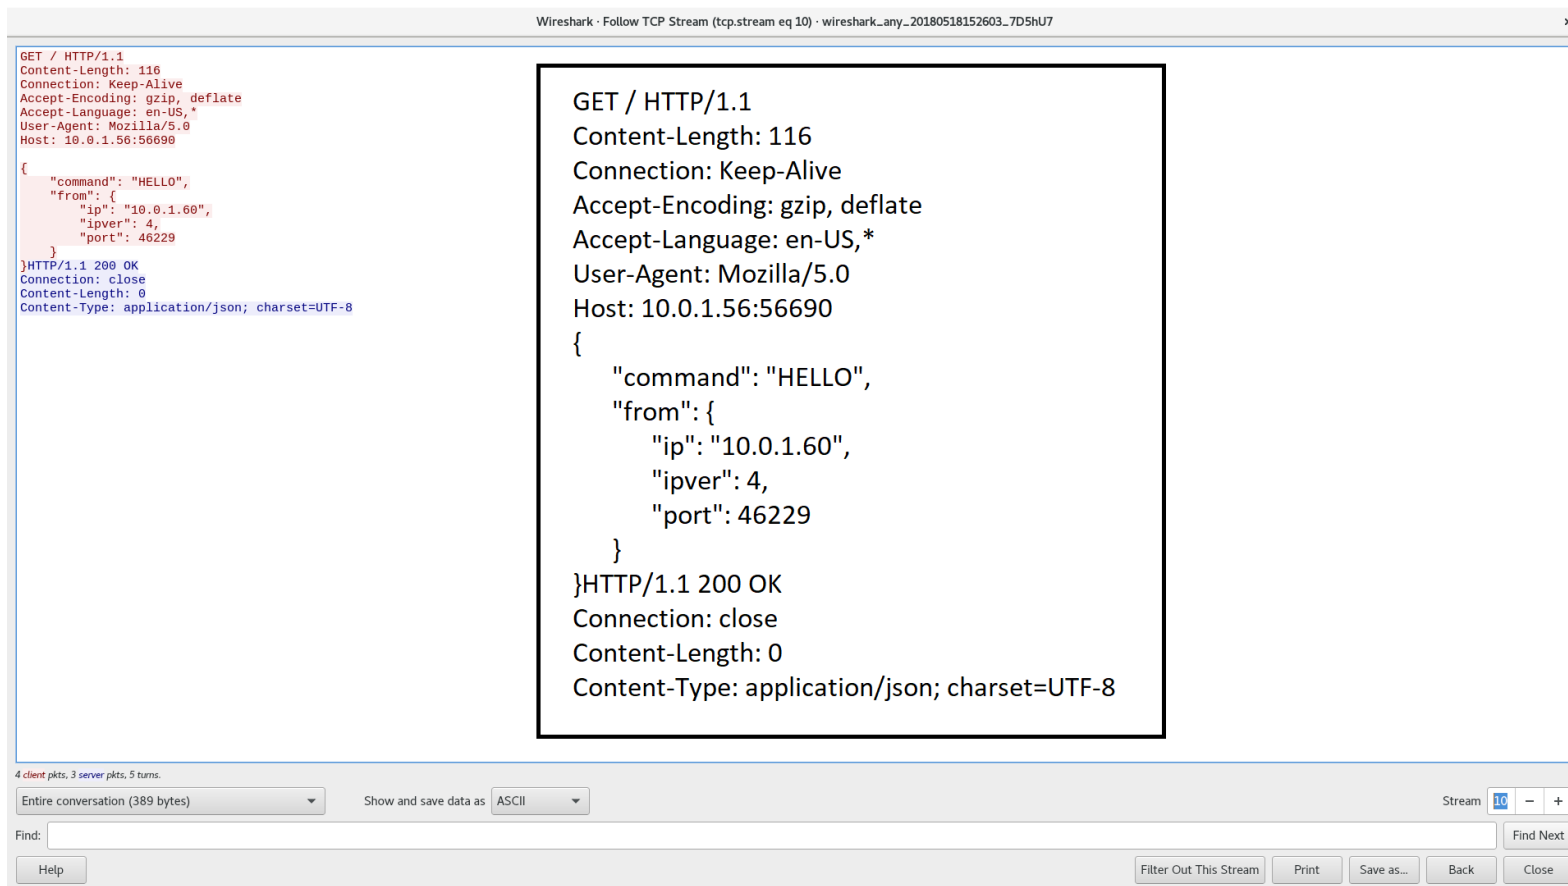 Wireshark · Follow TCP Stream (tcp.stream eq 10) · wireshark_any_20180518152603_7D5hU7
GET / HTTP/1.1
Content-Length: 116
Connection: Keep-Alive
Accept-Encoding: gzip, deflate
Accept-Language: en-US,*
User-Agent: Mozilla/5.0
Host: 10.0.1.56:56690

{
    "command": "HELLO",
    "from": {
        "ip": "10.0.1.60",
        "ipver": 4,
        "port": 46229
    }
}HTTP/1.1 200 OK
Connection: close
Content-Length: 0
Content-Type: application/json; charset=UTF-8

GET / HTTP/1.1
Content-Length: 116
Connection: Keep-Alive
Accept-Encoding: gzip, deflate
Accept-Language: en-US,*
User-Agent: Mozilla/5.0
Host: 10.0.1.56:56690
{
    "command": "HELLO",
    "from": {
        "ip": "10.0.1.60",
        "ipver": 4,
        "port": 46229
    }
}HTTP/1.1 200 OK
Connection: close
Content-Length: 0
Content-Type: application/json; charset=UTF-8

4 client pkts, 3 server pkts, 5 turns.
Entire conversation (389 bytes) Show and save data as ASCII Stream 10 − +
Find: Find Next
Help Filter Out This Stream Print Save as... Back Close